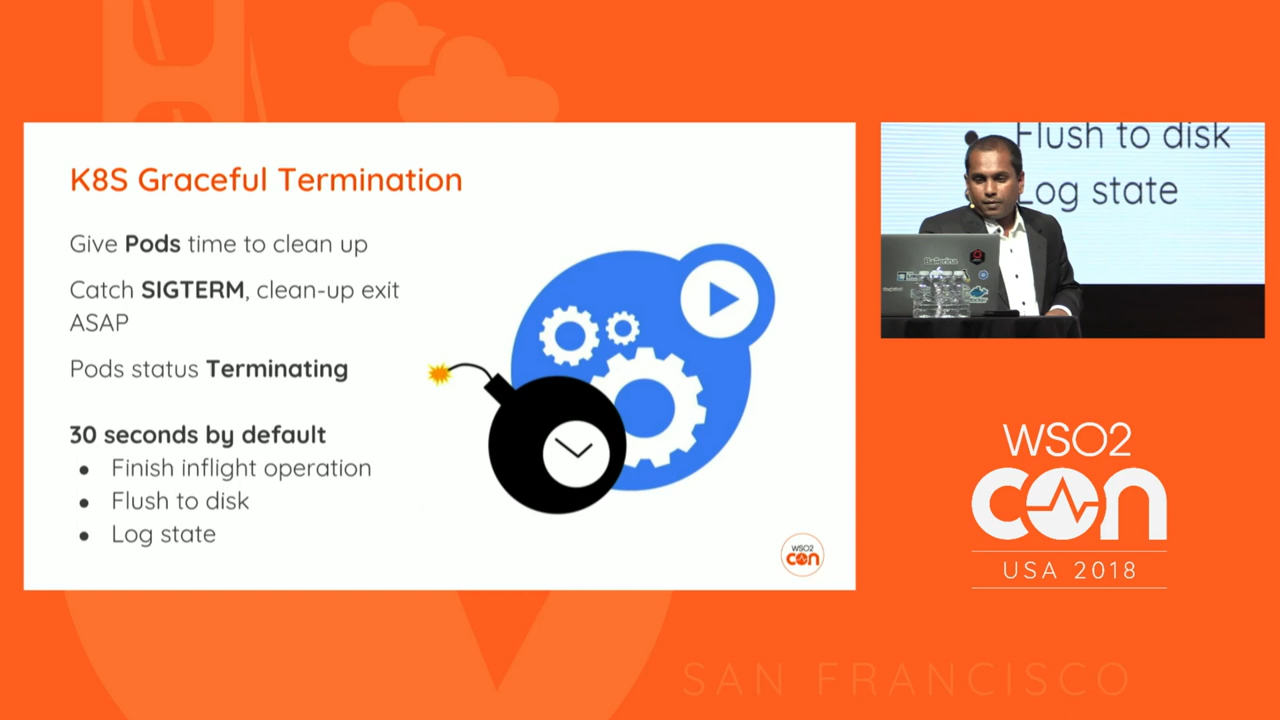 K8S Graceful Termination
Give Pods time to clean up
Catch SIGTERM, clean-up exit
ASAP
Pods status Terminating
30 seconds by default
● Finish inflight operation
● Flush to disk
● Log state
WSO2
con
Flush to disk
Log state
Ballerina
WSO2
con
USA 2018
SAN FRANCISCO